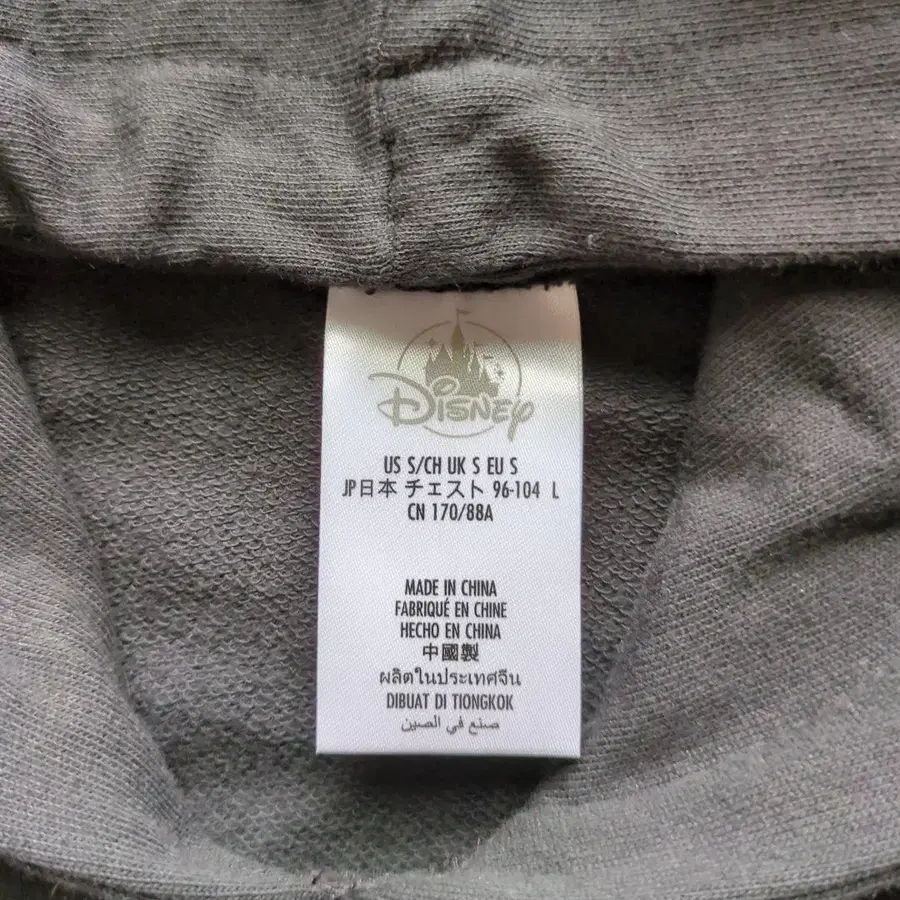 Disney
US S/CH UK S EU S
JP日本 チェスト 96-104 L
CN 170/88A
MADE IN CHINA
FABRIQUÉ EN CHINE
HECHO EN CHINA
中國製
ผลิตในประเทศจีน
DIBUAT DI TIONGKOK
صنع في الصين